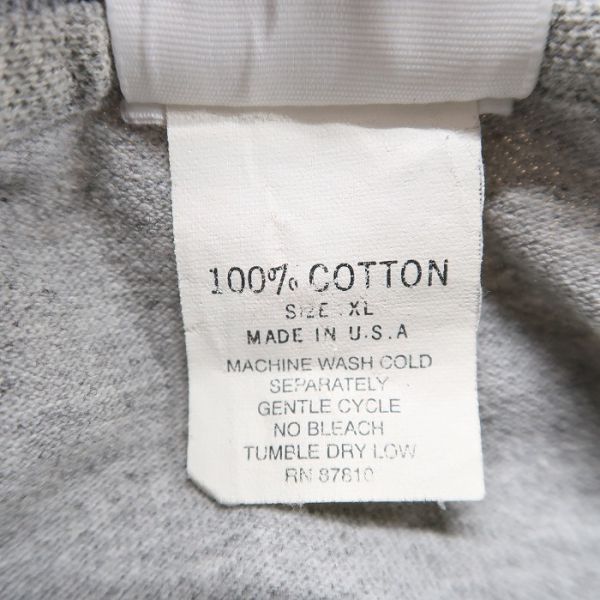 100% COTTON
SIZE XL
MADE IN U.S.A
MACHINE WASH COLD
SEPARATELY
GENTLE CYCLE
NO BLEACH
TUMBLE DRY LOW
RN 87810